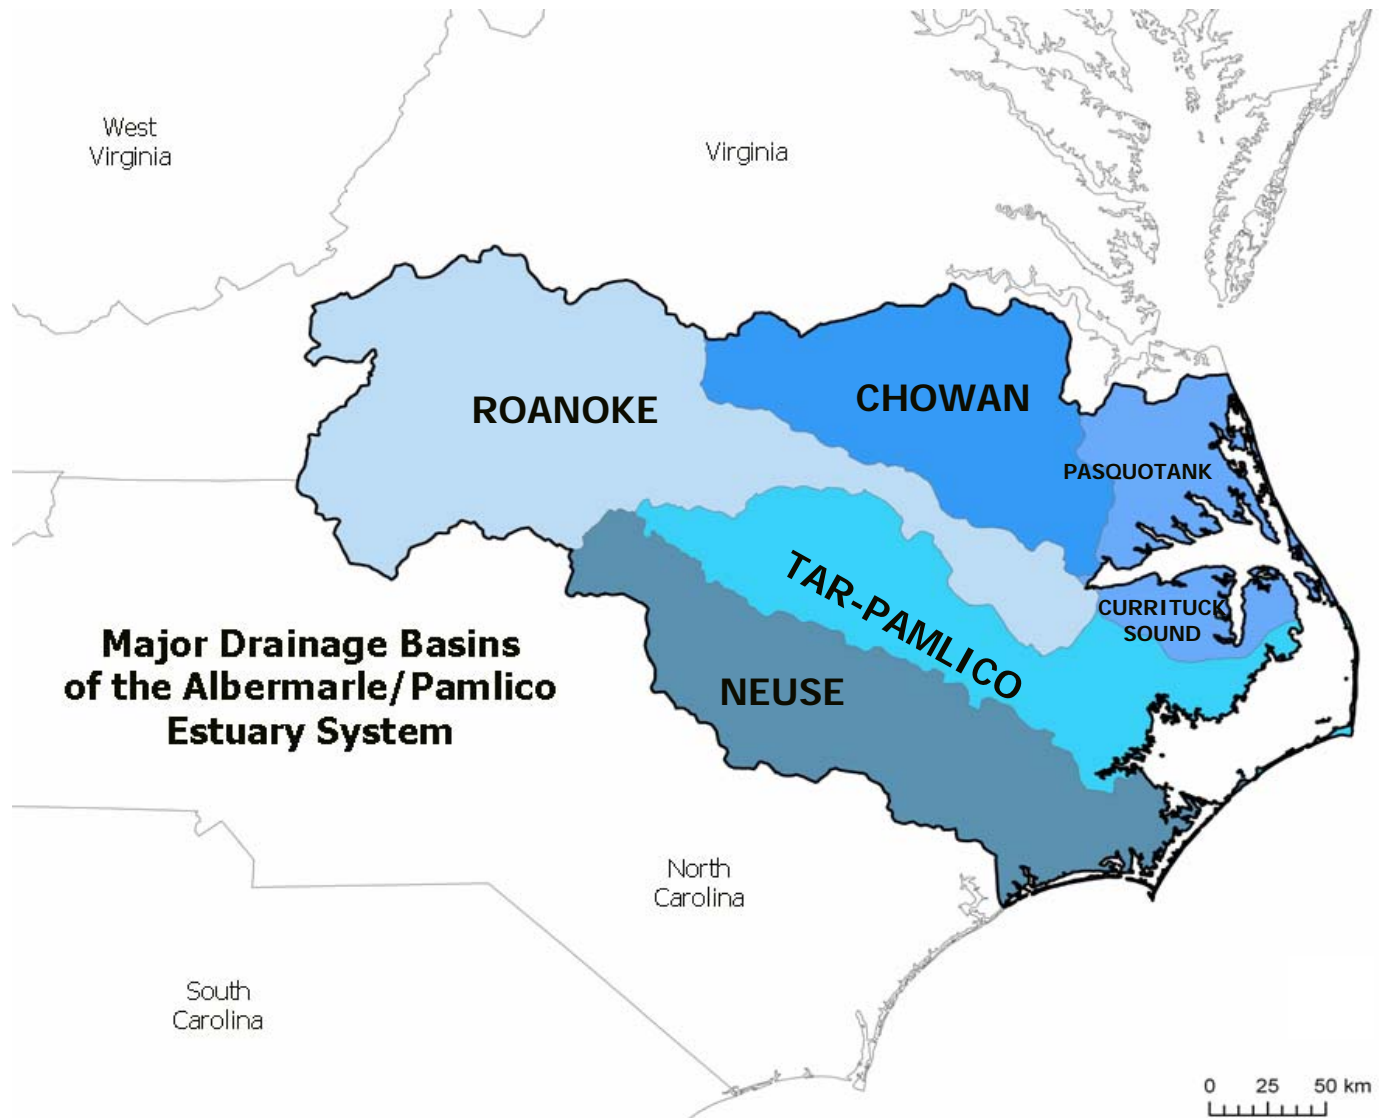 West
Virginia
Virginia
ROANOKE
CHOWAN
PASQUOTANK
TAR-PAMLICO
CURRITUCK
SOUND
Major Drainage Basins
of the Albermarle/Pamlico
Estuary System
NEUSE
North
Carolina
South
Carolina
0 25 50 km